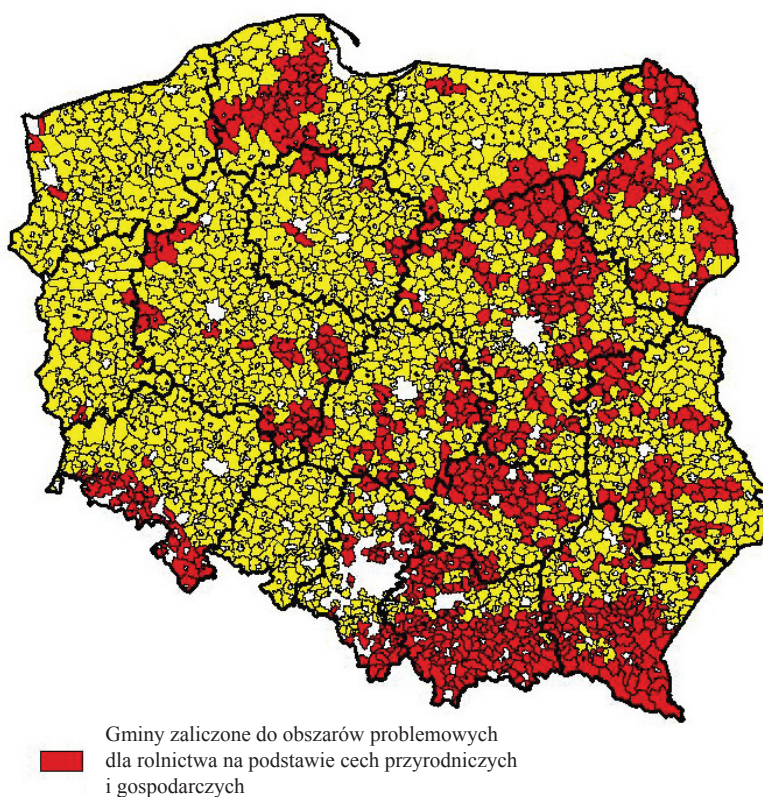 Gminy zaliczone do obszarów problemowych
dla rolnictwa na podstawie cech przyrodniczych
i gospodarczych